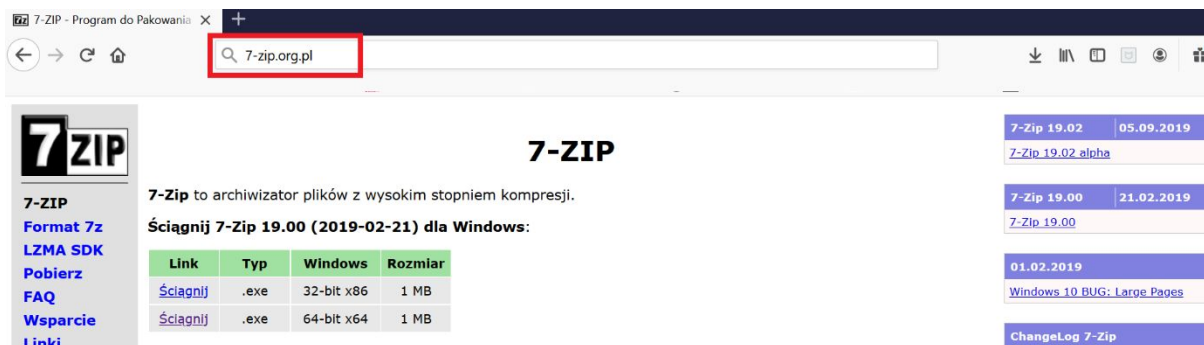 7-ZIP - Program do Pakowania
7-zip.org.pl
7 ZIP
7-ZIP
Format 7z
LZMA SDK
Pobierz
FAQ
Wsparcie
Linki
7-ZIP
7-Zip to archiwizator plików z wysokim stopniem kompresji.
Ściągnij 7-Zip 19.00 (2019-02-21) dla Windows:
Link Typ Windows Rozmiar
Ściągnij .exe 32-bit x86 1 MB
Ściągnij .exe 64-bit x64 1 MB
7-Zip 19.02 05.09.2019
7-Zip 19.02 alpha
7-Zip 19.00 21.02.2019
7-Zip 19.00
01.02.2019
Windows 10 BUG: Large Pages
ChangeLog 7-Zip